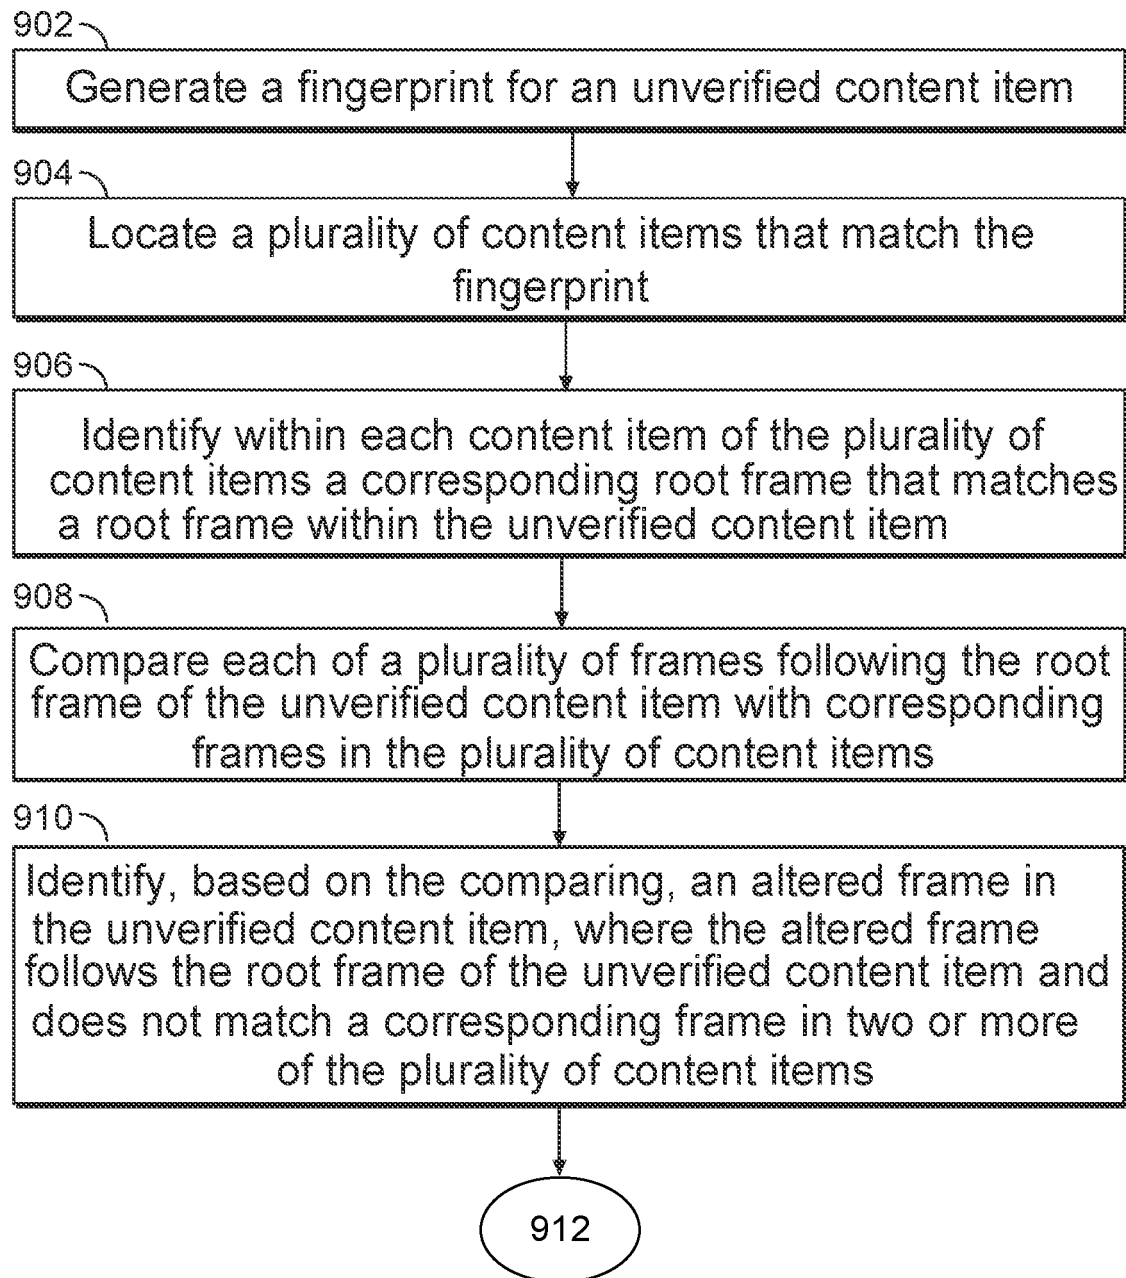 902
Generate a fingerprint for an unverified content item
904
Locate a plurality of content items that match the
fingerprint
906
Identify within each content item of the plurality of
content items a corresponding root frame that matches
a root frame within the unverified content item
908
Compare each of a plurality of frames following the root
frame of the unverified content item with corresponding
frames in the plurality of content items
910
Identify, based on the comparing, an altered frame in
the unverified content item, where the altered frame
follows the root frame of the unverified content item and
does not match a corresponding frame in two or more
of the plurality of content items
912